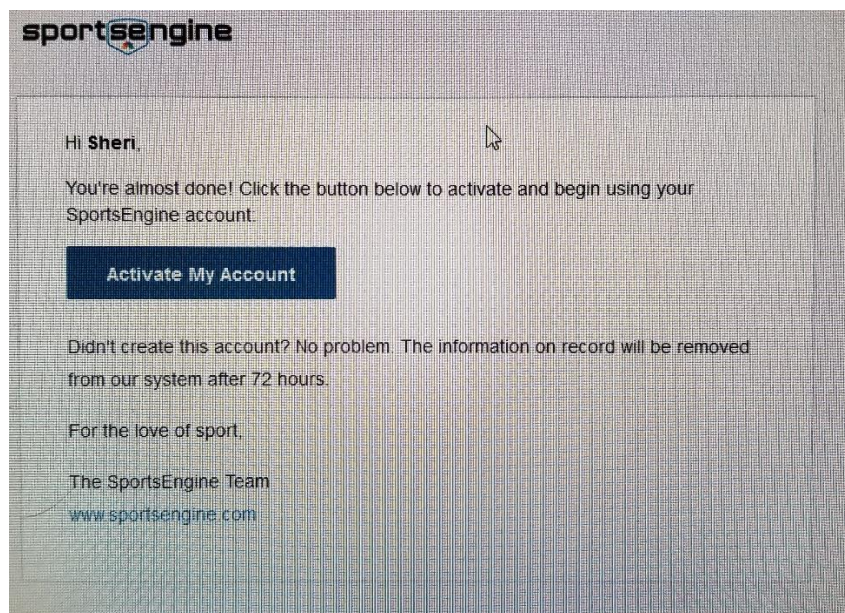 sportsengine
Hi Sheri,
You're almost done! Click the button below to activate and begin using your
SportsEngine account.
Activate My Account
Didn't create this account? No problem. The information on record will be removed
from our system after 72 hours.
For the love of sport,
The SportsEngine Team
www.sportsengine.com